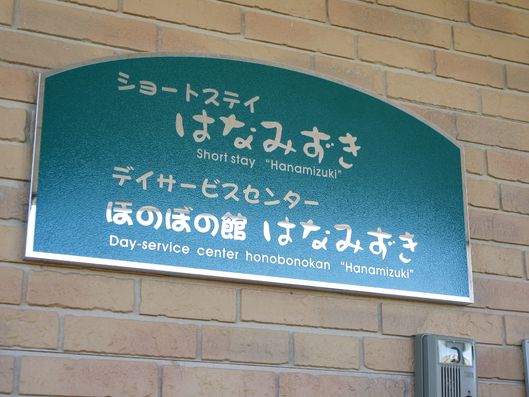 ショートステイ
はなみずき
Short stay "Hanamizuki"
デイサービスセンター
ほのぼの館 はなみずき
Day-service center honobonokan "Hanamizuki"